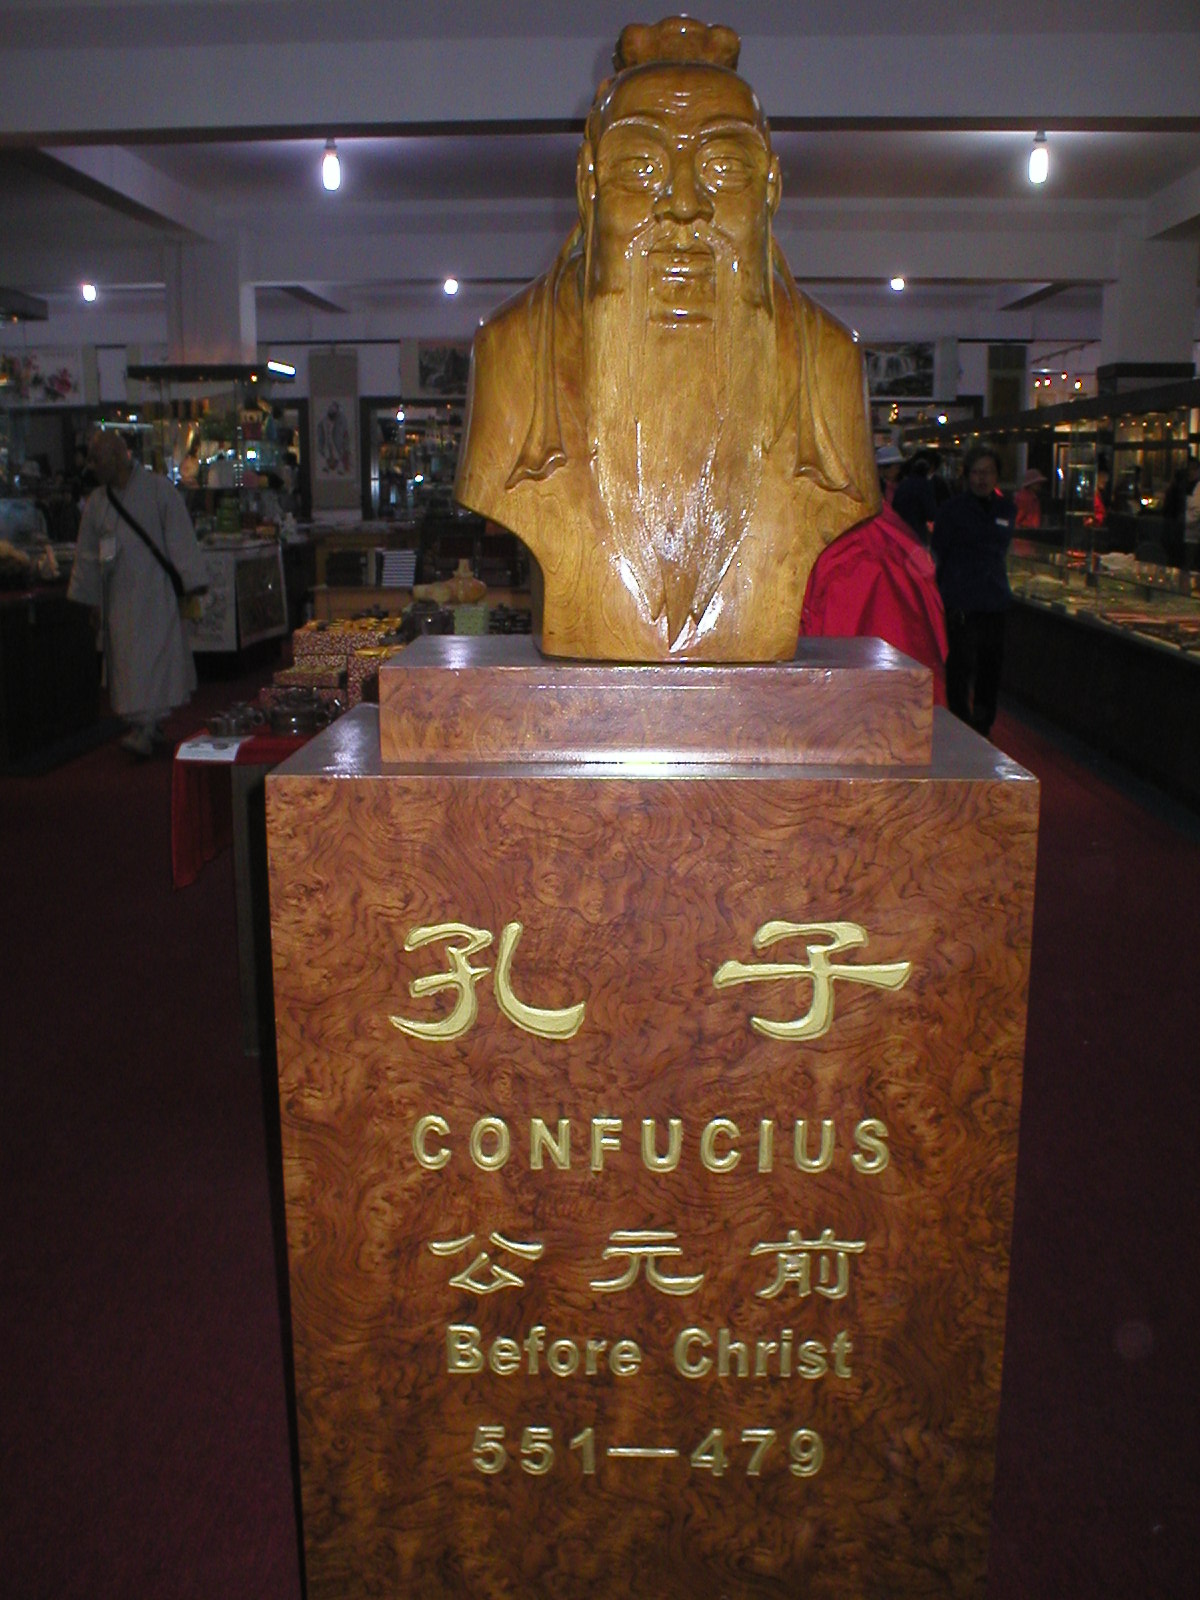 孔子
CONFUCIUS
公元前
Before Christ
551—479